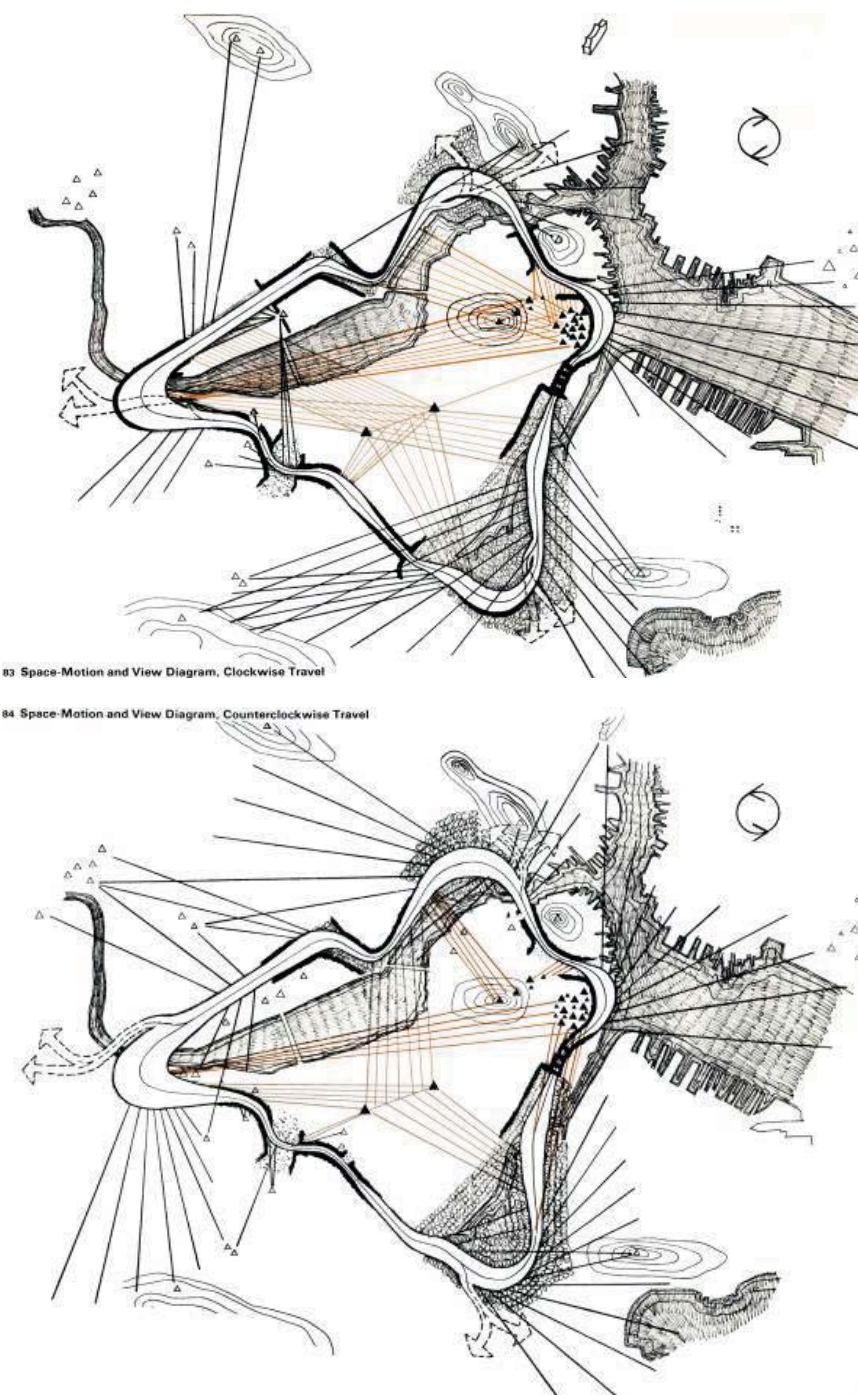 83 Space-Motion and View Diagram, Clockwise Travel
84 Space-Motion and View Diagram, Counterclockwise Travel